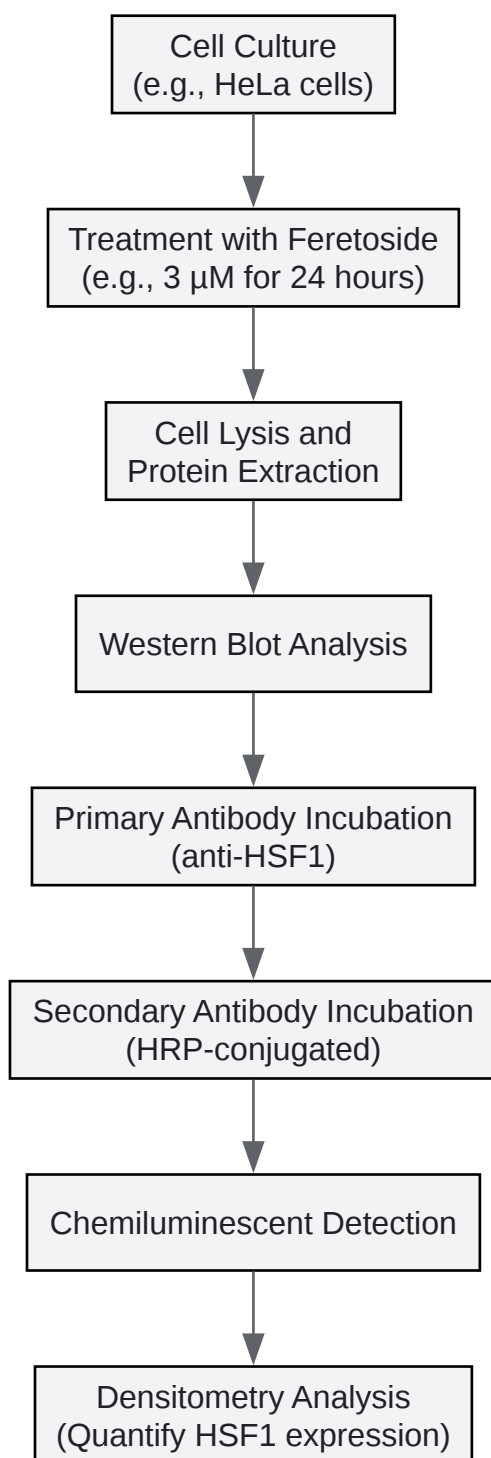 Cell Culture
(e.g., HeLa cells)
Treatment with Feretoside
(e.g., 3 µM for 24 hours)
Cell Lysis and
Protein Extraction
Western Blot Analysis
Primary Antibody Incubation
(anti-HSF1)
Secondary Antibody Incubation
(HRP-conjugated)
Chemiluminescent Detection
Densitometry Analysis
(Quantify HSF1 expression)